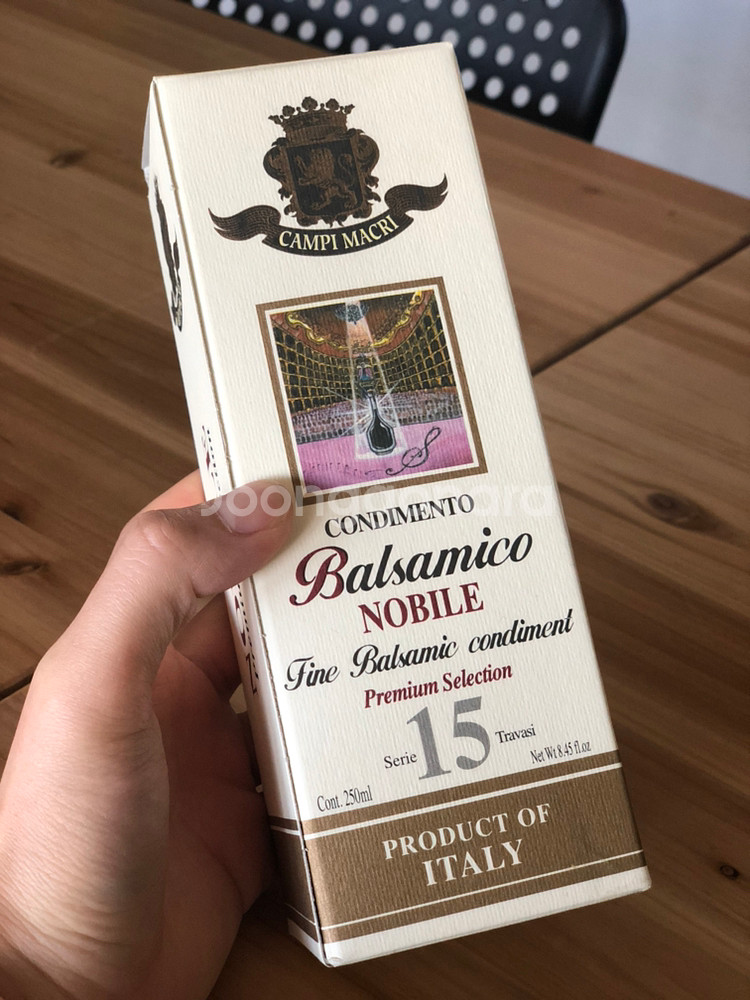 CAMPI MACRI
CONDIMENTO
Balsamico
NOBILE
Fine Balsamic condiment
Premium Selection
Serie 15 Travasi
Cont. 250ml
Net Wt 8.45 fl.oz
PRODUCT OF
ITALY